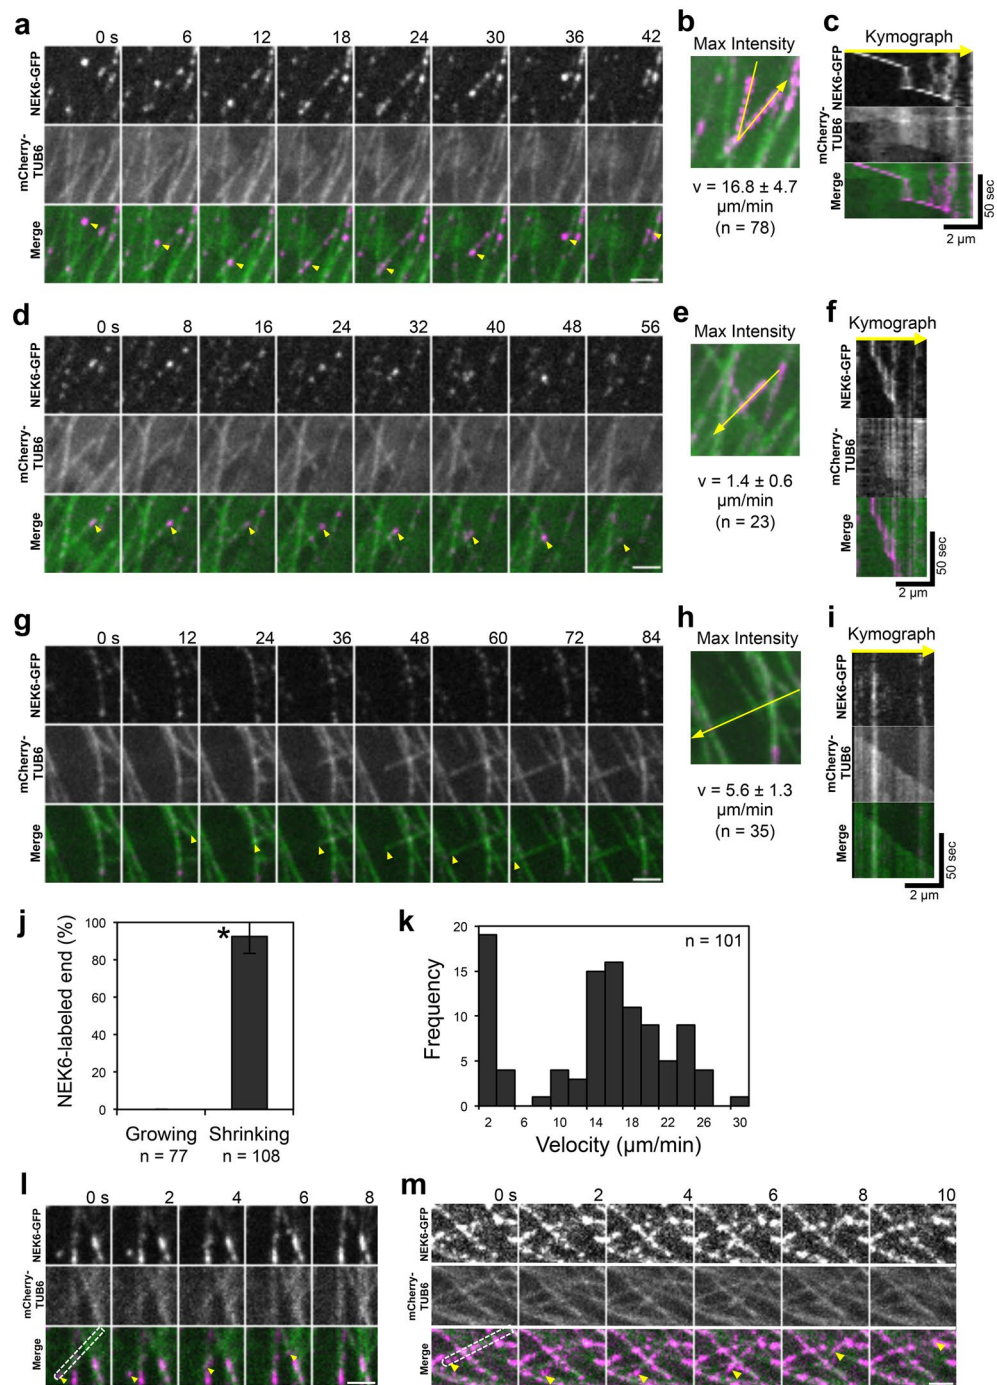 a
0 s 6 12 18 24 30 36 42
NEK6-GFP
mCherry-
TUB6
Merge
b
Max Intensity
v = 16.8 ± 4.7
µm/min
(n = 78)
c
Kymograph
NEK6-GFP
mCherry-
TUB6
Merge
50 sec
2 µm
d
0 s 8 16 24 32 40 48 56
NEK6-GFP
mCherry-
TUB6
Merge
e
Max Intensity
v = 1.4 ± 0.6
µm/min
(n = 23)
f
Kymograph
NEK6-GFP
mCherry-
TUB6
Merge
50 sec
2 µm
g
0 s 12 24 36 48 60 72 84
NEK6-GFP
mCherry-
TUB6
Merge
h
Max Intensity
v = 5.6 ± 1.3
µm/min
(n = 35)
i
Kymograph
NEK6-GFP
mCherry-
TUB6
Merge
50 sec
2 µm
j
NEK6-labeled end (%)
100
80
60
40
20
0
*
Growing Shrinking
n = 77 n = 108
k
Frequency
20
15
10
5
0
n = 101
2 6 10 14 18 22 26 30
Velocity (µm/min)
l
0 s 2 4 6 8
NEK6-GFP
mCherry-
TUB6
Merge
m
0 s 2 4 6 8 10
NEK6-GFP
mCherry-
TUB6
Merge